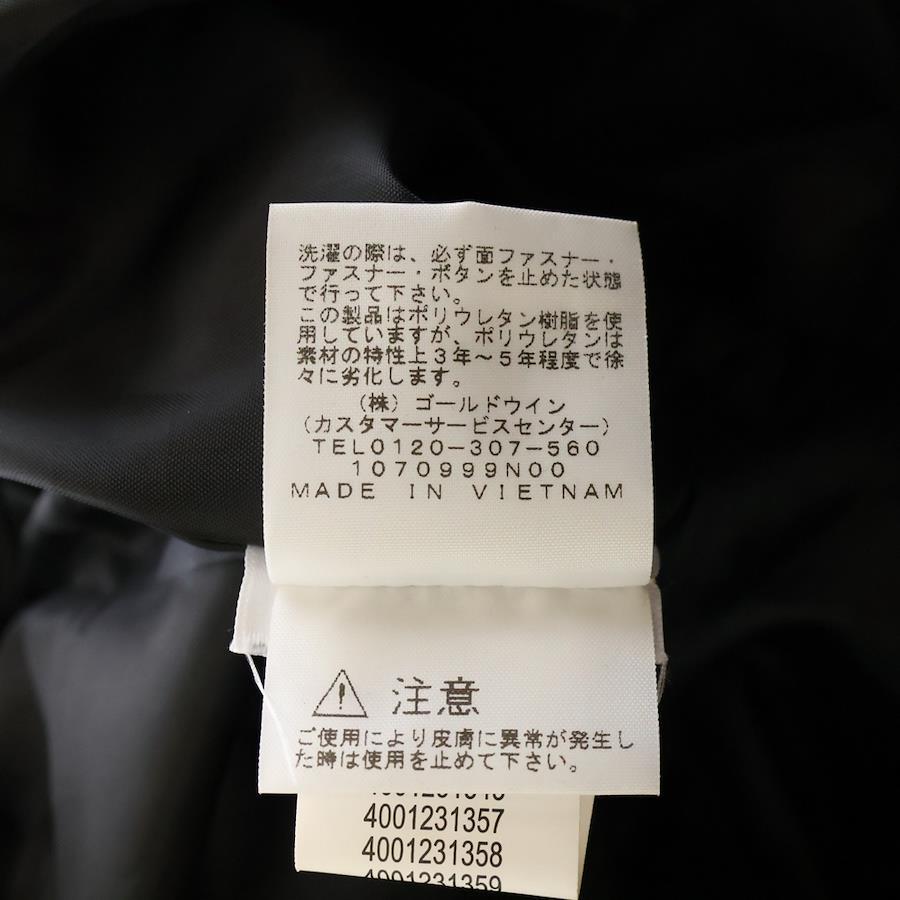 洗濯の際は、必ず面ファスナー・
ファスナー・ボタンを止めた状態
で行って下さい。
この製品はポリウレタン樹脂を使
用していますが、ポリウレタンは
素材の特性上3年〜5年程度で徐
々に劣化します。
(株)ゴールドウイン
(カスタマーサービスセンター)
TEL0120-307-560
1070999N00
MADE IN VIETNAM
注意
ご使用により皮膚に異常が発生し
た時は使用を止めて下さい。
4001231357
4001231358
4001231359